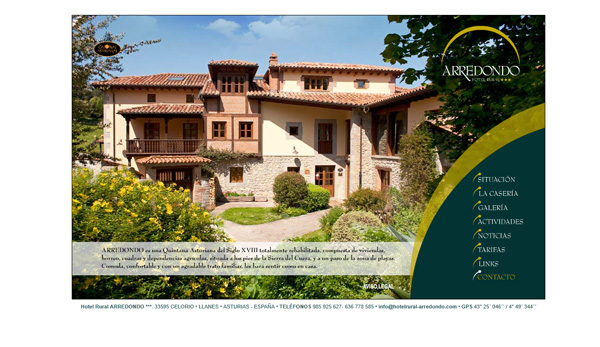 ARREDONDO
HOTEL RURAL ***
SITUACIÓN
LA CASERÍA
GALERÍA
ACTIVIDADES
NOTICIAS
TARIFAS
LINKS
CONTACTO
ARREDONDO es una Quintana Asturiana del Siglo XVIII totalmente rehabilitada, compuesta de viviendas,
horreo, cuadras y dependencias agrícolas, situada a los pies de la Sierra del Cuera, y a un paso de la zona de playas.
Comoda, confortable y con un agradable trato familiar, les hará sentir como en casa.
AVISO LEGAL
Hotel Rural ARREDONDO *** 33595 CELORIO • LLANES • ASTURIAS - ESPAÑA • TELÉFONOS 985 925 627- 636 778 585 • info@hotelrural-arredondo.com • GPS 43° 25´ 046´´ / 4° 49´ 344´´